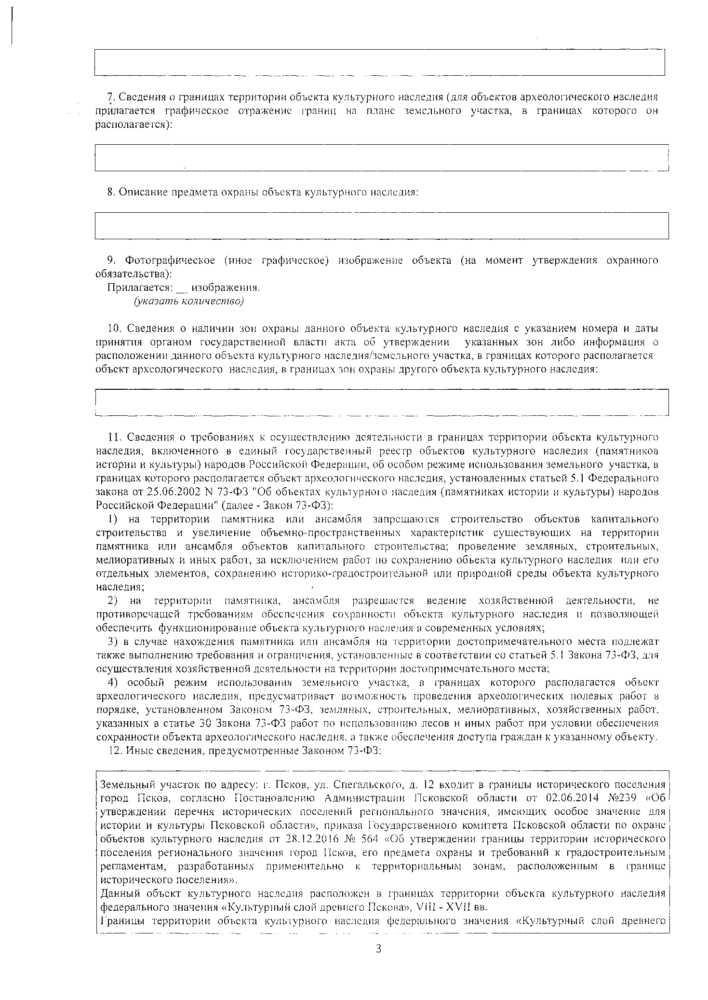 7. Сведения о границах территории объекта культурного наследия (для объектов археологического наследия
прилагается графическое отражение границ на плане земельного участка, в границах которого он
располагается):
8. Описание предмета охраны объекта культурного наследия:
9. Фотографическое (иное графическое) изображение объекта (на момент утверждения охранного
обязательства):
Прилагается: __ изображения.
(указать количество)
10. Сведения о наличии зон охраны данного объекта культурного наследия с указанием номера и даты
принятия органом государственной власти акта об утверждении указанных зон либо информация о
расположении данного объекта культурного наследия/земельного участка, в границах которого располагается
объект археологического наследия, в границах зон охраны другого объекта культурного наследия:
11. Сведения о требованиях к осуществлению деятельности в границах территории объекта культурного
наследия, включенного в единый государственный реестр объектов культурного наследия (памятников
истории и культуры) народов Российской Федерации, об особом режиме использования земельного участка, в
границах которого располагается объект археологического наследия, установленных статьей 5.1 Федерального
закона от 25.06.2002 N 73-ФЗ "Об объектах культурного наследия (памятниках истории и культуры) народов
Российской Федерации" (далее - Закон 73-ФЗ):
1) на территории памятника или ансамбля запрещаются строительство объектов капитального
строительства и увеличение объемно-пространственных характеристик существующих на территории
памятника или ансамбля объектов капитального строительства; проведение земляных, строительных,
мелиоративных и иных работ, за исключением работ по сохранению объекта культурного наследия или его
отдельных элементов, сохранению историко-градостроительной или природной среды объекта культурного
наследия;
2) на территории памятника, ансамбля разрешается ведение хозяйственной деятельности, не
противоречащей требованиям обеспечения сохранности объекта культурного наследия и позволяющей
обеспечить функционирование объекта культурного наследия в современных условиях;
3) в случае нахождения памятника или ансамбля на территории достопримечательного места подлежат
также выполнению требования и ограничения, установленные в соответствии со статьей 5.1 Закона 73-ФЗ, для
осуществления хозяйственной деятельности на территории достопримечательного места;
4) особый режим использования земельного участка, в границах которого располагается объект
археологического наследия, предусматривает возможность проведения археологических полевых работ в
порядке, установленном Законом 73-ФЗ, земляных, строительных, мелиоративных, хозяйственных работ,
указанных в статье 30 Закона 73-ФЗ работ по использованию лесов и иных работ при условии обеспечения
сохранности объекта археологического наследия, а также обеспечения доступа граждан к указанному объекту.
12. Иные сведения, предусмотренные Законом 73-ФЗ:
Земельный участок по адресу: г. Псков, ул. Спегальского, д. 12 входит в границы исторического поселения
город Псков, согласно Постановлению Администрации Псковской области от 02.06.2014 №239 «Об
утверждении перечня исторических поселений регионального значения, имеющих особое значение для
истории и культуры Псковской области», приказа Государственного комитета Псковской области по охране
объектов культурного наследия от 28.12.2016 № 564 «Об утверждении границы территории исторического
поселения регионального значения город Псков, его предмета охраны и требований к градостроительным
регламентам, разработанных применительно к территориальным зонам, расположенным в границе
исторического поселения».
Данный объект культурного наследия расположен в границах территории объекта культурного наследия
федерального значения «Культурный слой древнего Пскова», VIII - XVII вв.
Границы территории объекта культурного наследия федерального значения «Культурный слой древнего
3